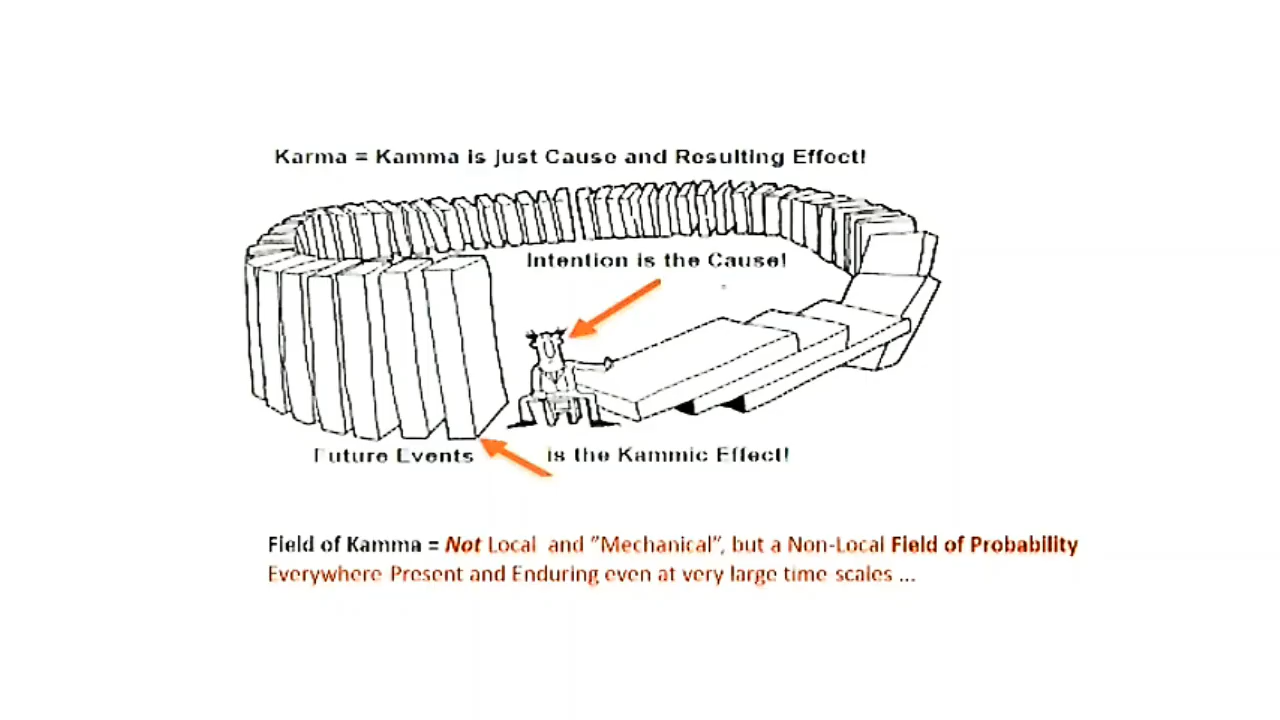 Karma = Kamma is just Cause and Resulting Effect!
Intention is the Cause!
Future Events is the Kammic Effect!
Field of Kamma = Not Local and "Mechanical", but a Non-Local Field of Probability
Everywhere Present and Enduring even at very large time scales ...